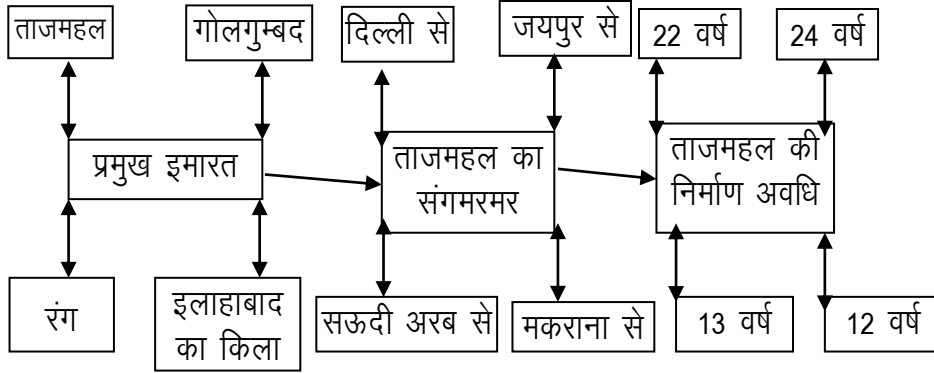 ताजमहल
गोलगुम्बद
दिल्ली से
जयपुर से
22 वर्ष
24 वर्ष
प्रमुख इमारत
ताजमहल का
संगमरमर
ताजमहल की
निर्माण अवधि
रंग
इलाहाबाद
का किला
सऊदी अरब से
मकराना से
13 वर्ष
12 वर्ष